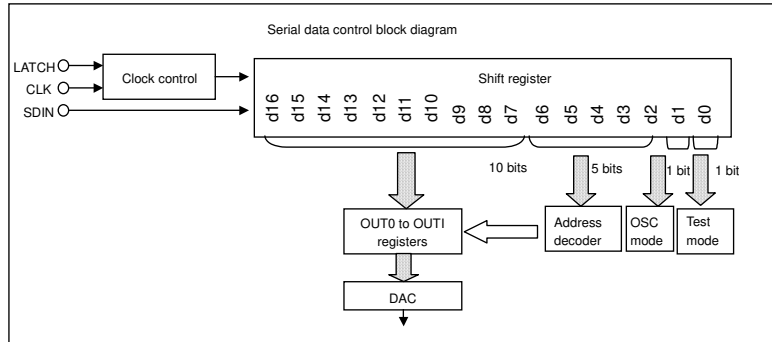 Serial data control block diagram
LATCH
CLK
SDIN
Clock control
Shift register
d16 d15 d14 d13 d12 d11 d10 d9 d8 d7 d6 d5 d4 d3 d2 d1 d0
10 bits 5 bits 1 bit 1 bit
OUT0 to OUTI
registers
Address
decoder
OSC
mode
Test
mode
DAC